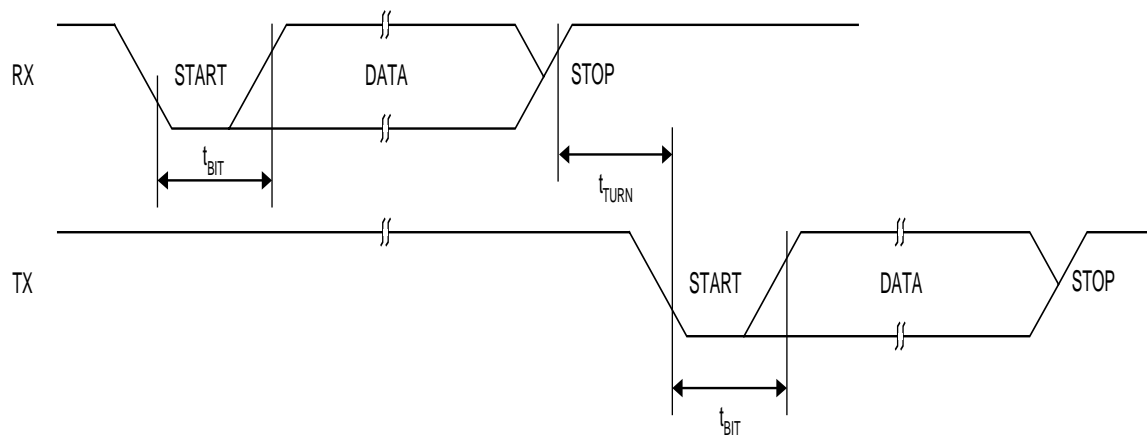 RX START DATA STOP
tBIT
tTURN
TX START DATA STOP
tBIT